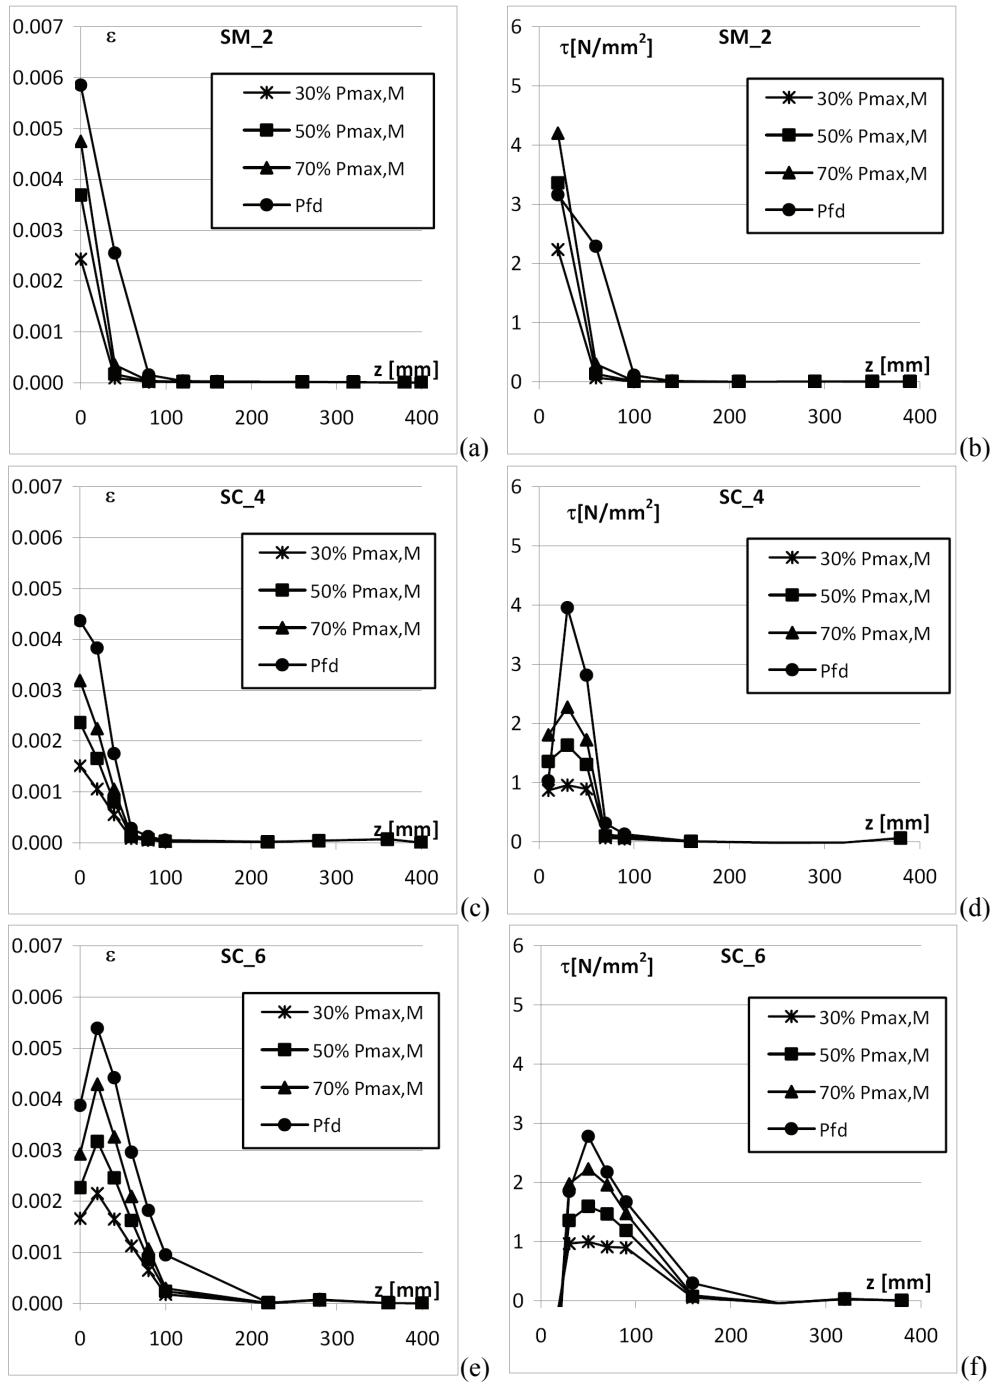 0.007
ε
SM_2
0.006
30% Pmax,M
0.005
50% Pmax,M
0.004
70% Pmax,M
0.003
Pfd
0.002
0.001
z [mm]
0.000
0 100 200 300 400
(a)
6
τ[N/mm²]
SM_2
5
30% Pmax,M
4
50% Pmax,M
70% Pmax,M
3
Pfd
2
1
z [mm]
0
0 100 200 300 400
(b)
0.007
ε
SC_4
0.006
30% Pmax,M
0.005
50% Pmax,M
0.004
70% Pmax,M
0.003
Pfd
0.002
0.001
z [mm]
0.000
0 100 200 300 400
(c)
6
τ[N/mm²]
SC_4
5
30% Pmax,M
4
50% Pmax,M
70% Pmax,M
3
Pfd
2
1
z [mm]
0
0 100 200 300 400
(d)
0.007
ε
SC_6
0.006
30% Pmax,M
0.005
50% Pmax,M
0.004
70% Pmax,M
0.003
Pfd
0.002
0.001
z [mm]
0.000
0 100 200 300 400
(e)
6
τ[N/mm²]
SC_6
5
30% Pmax,M
4
50% Pmax,M
70% Pmax,M
3
Pfd
2
1
z [mm]
0
0 100 200 300 400
(f)